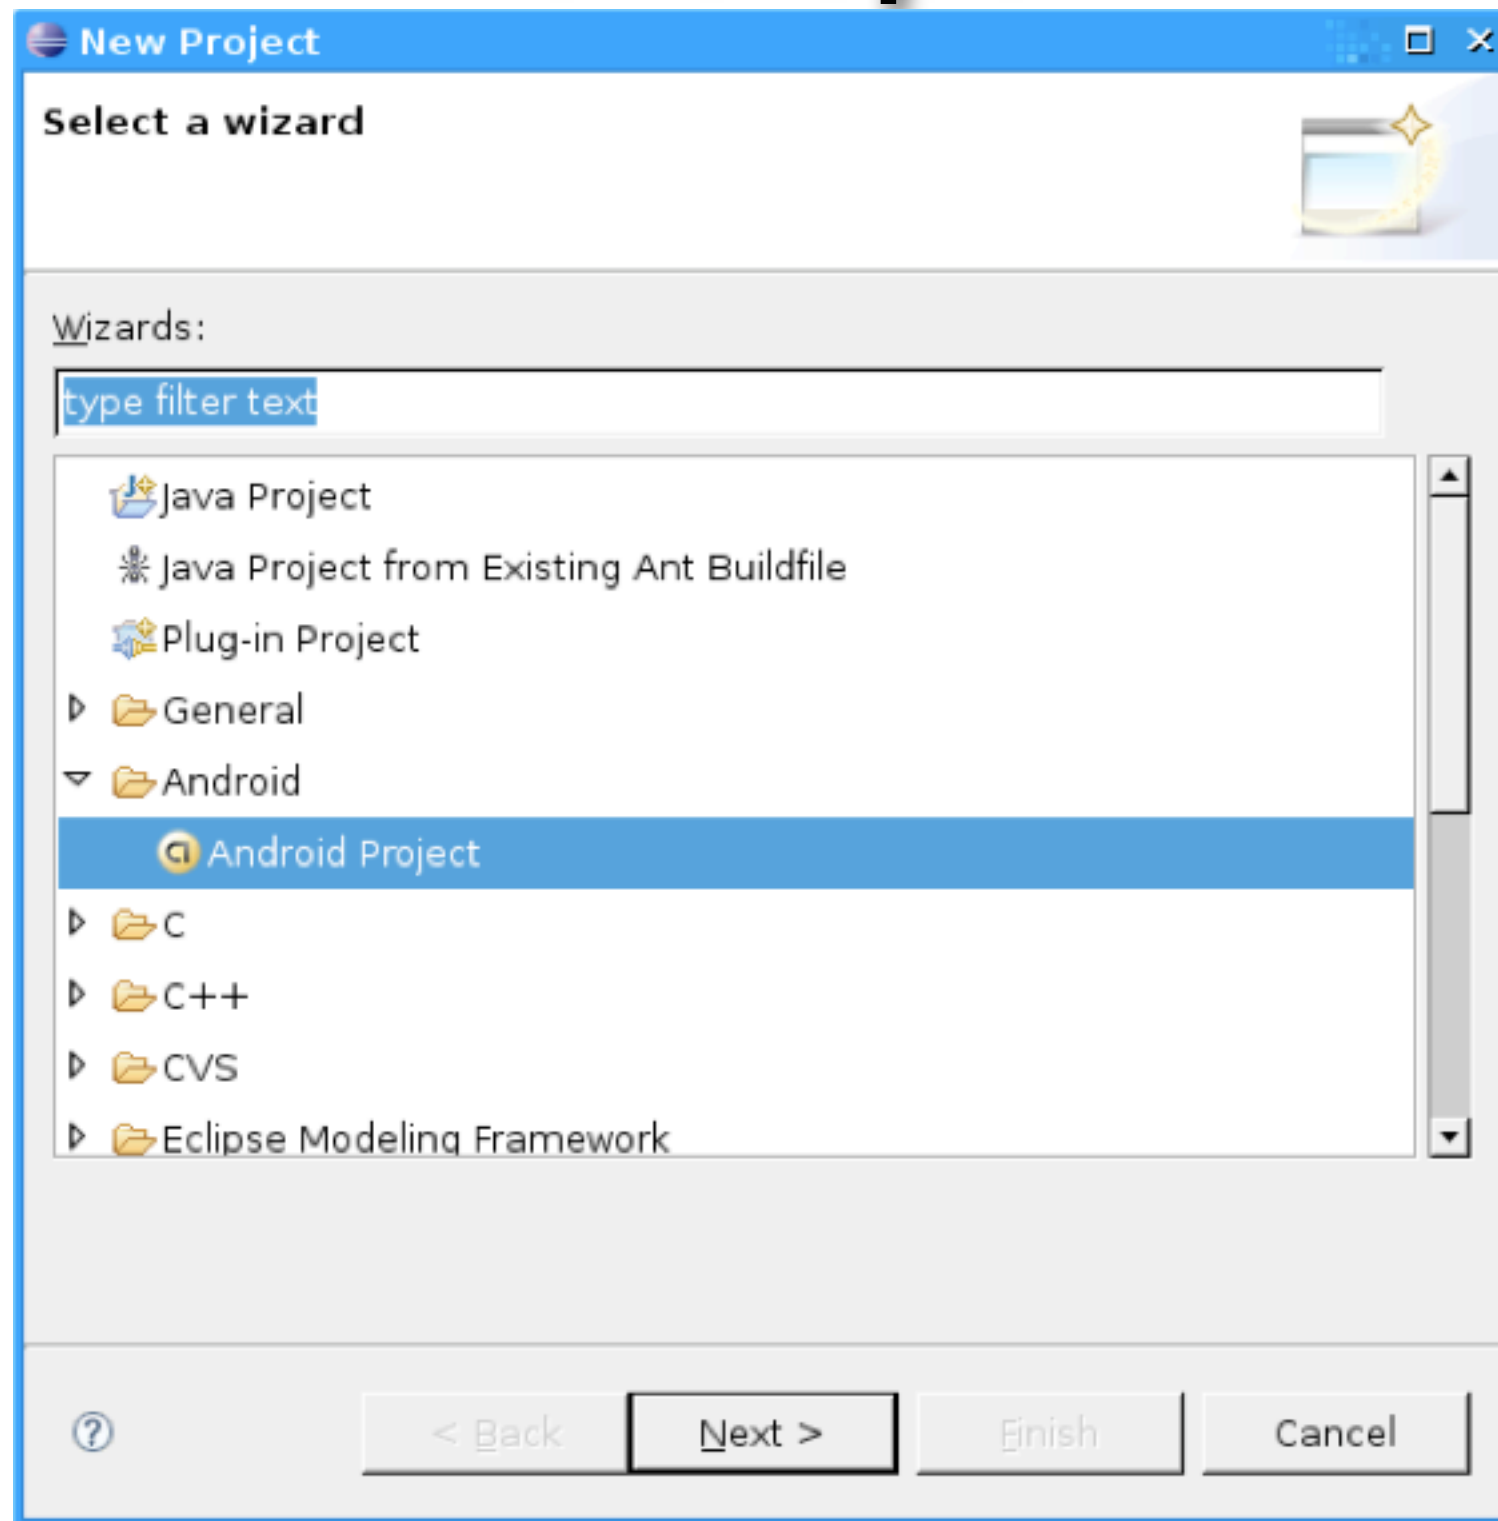 New Project
Select a wizard
Wizards:
type filter text
Java Project
Java Project from Existing Ant Buildfile
Plug-in Project
General
Android
Android Project
C
C++
CVS
Eclipse Modeling Framework
< Back Next > Finish Cancel